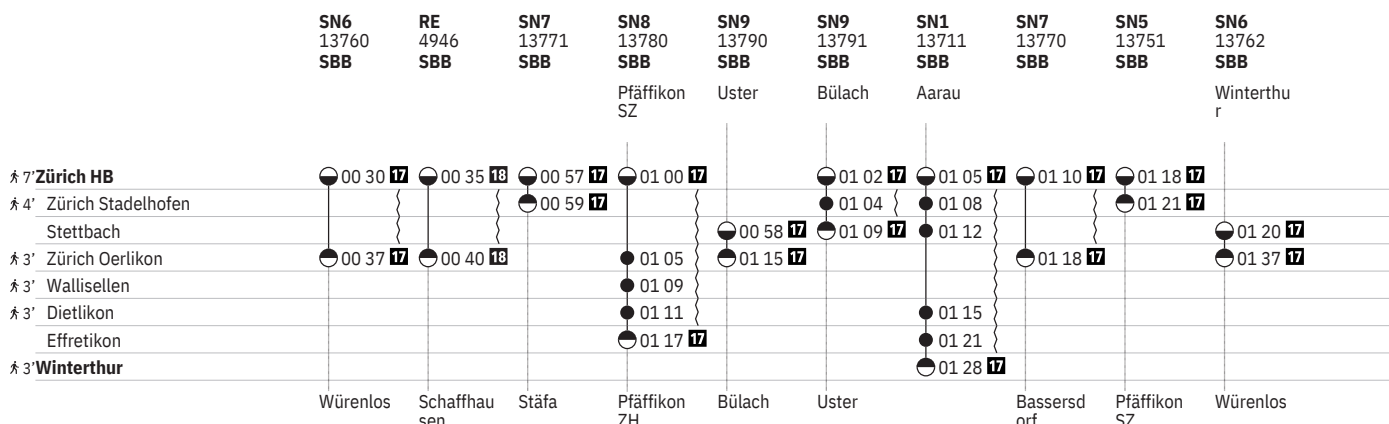 SN6 RE SN7 SN8 SN9 SN9 SN1 SN7 SN5 SN6
13760 4946 13771 13780 13790 13791 13711 13770 13751 13762
SBB SBB SBB SBB SBB SBB SBB SBB SBB SBB
Pfäffikon Uster Bülach Aarau Winterthu
SZ r
7' Zürich HB 00 30 17 00 35 18 00 57 17 01 00 17 01 02 17 01 05 17 01 10 17 01 18 17
4' Zürich Stadelhofen 00 59 17 01 04 01 08 01 21 17
Stettbach 00 58 17 01 09 17 01 12 01 20 17
3' Zürich Oerlikon 00 37 17 00 40 18 01 05 01 15 17 01 18 17 01 37 17
3' Wallisellen 01 09
3' Dietlikon 01 11 01 15
Effretikon 01 17 17 01 21
3' Winterthur 01 28 17
Würenlos Schaffhau Stäfa Pfäffikon Bülach Uster Bassersd Pfäffikon Würenlos
sen ZH orf SZ